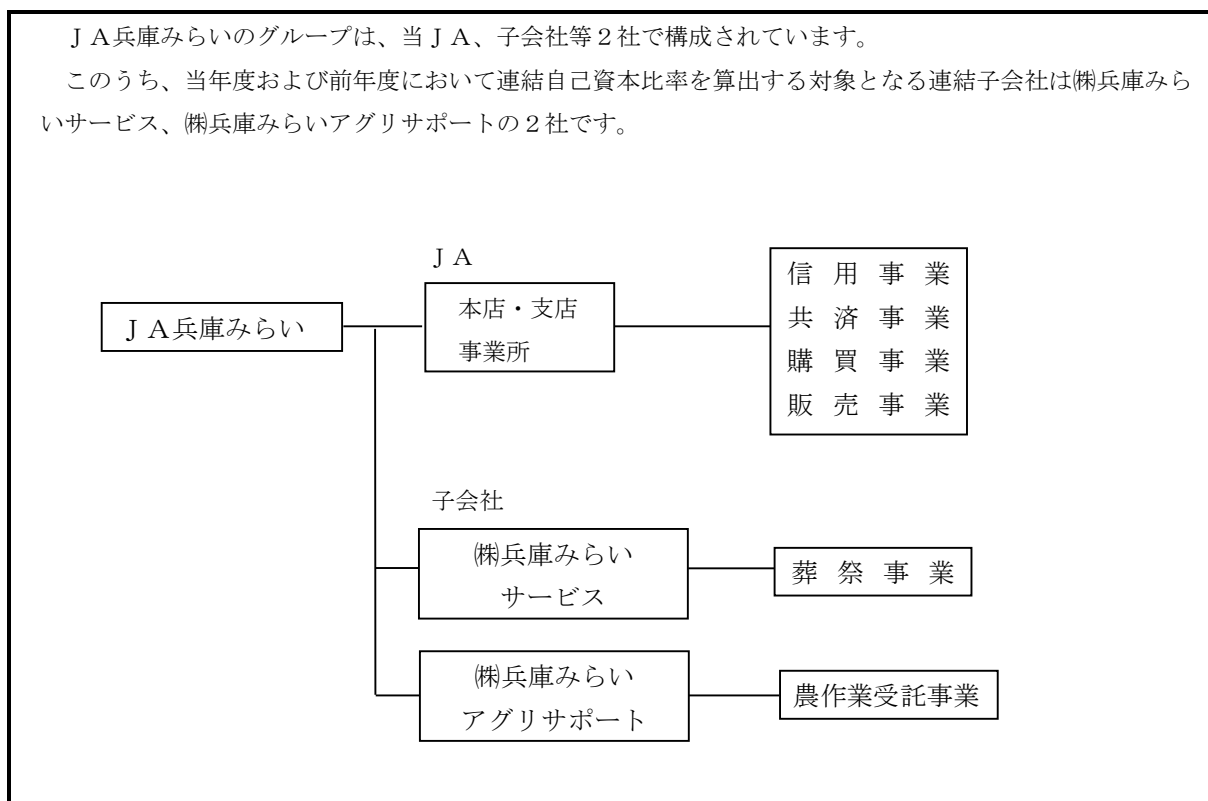 ＪＡ兵庫みらいのグループは、当ＪＡ、子会社等２社で構成されています。
このうち、当年度および前年度において連結自己資本比率を算出する対象となる連結子会社は㈱兵庫みら
いサービス、㈱兵庫みらいアグリサポートの２社です。
ＪＡ兵庫みらい
ＪＡ
本店・支店
事業所
信用事業
共済事業
購買事業
販売事業
子会社
㈱兵庫みらい
サービス
葬祭事業
㈱兵庫みらい
アグリサポート
農作業受託事業